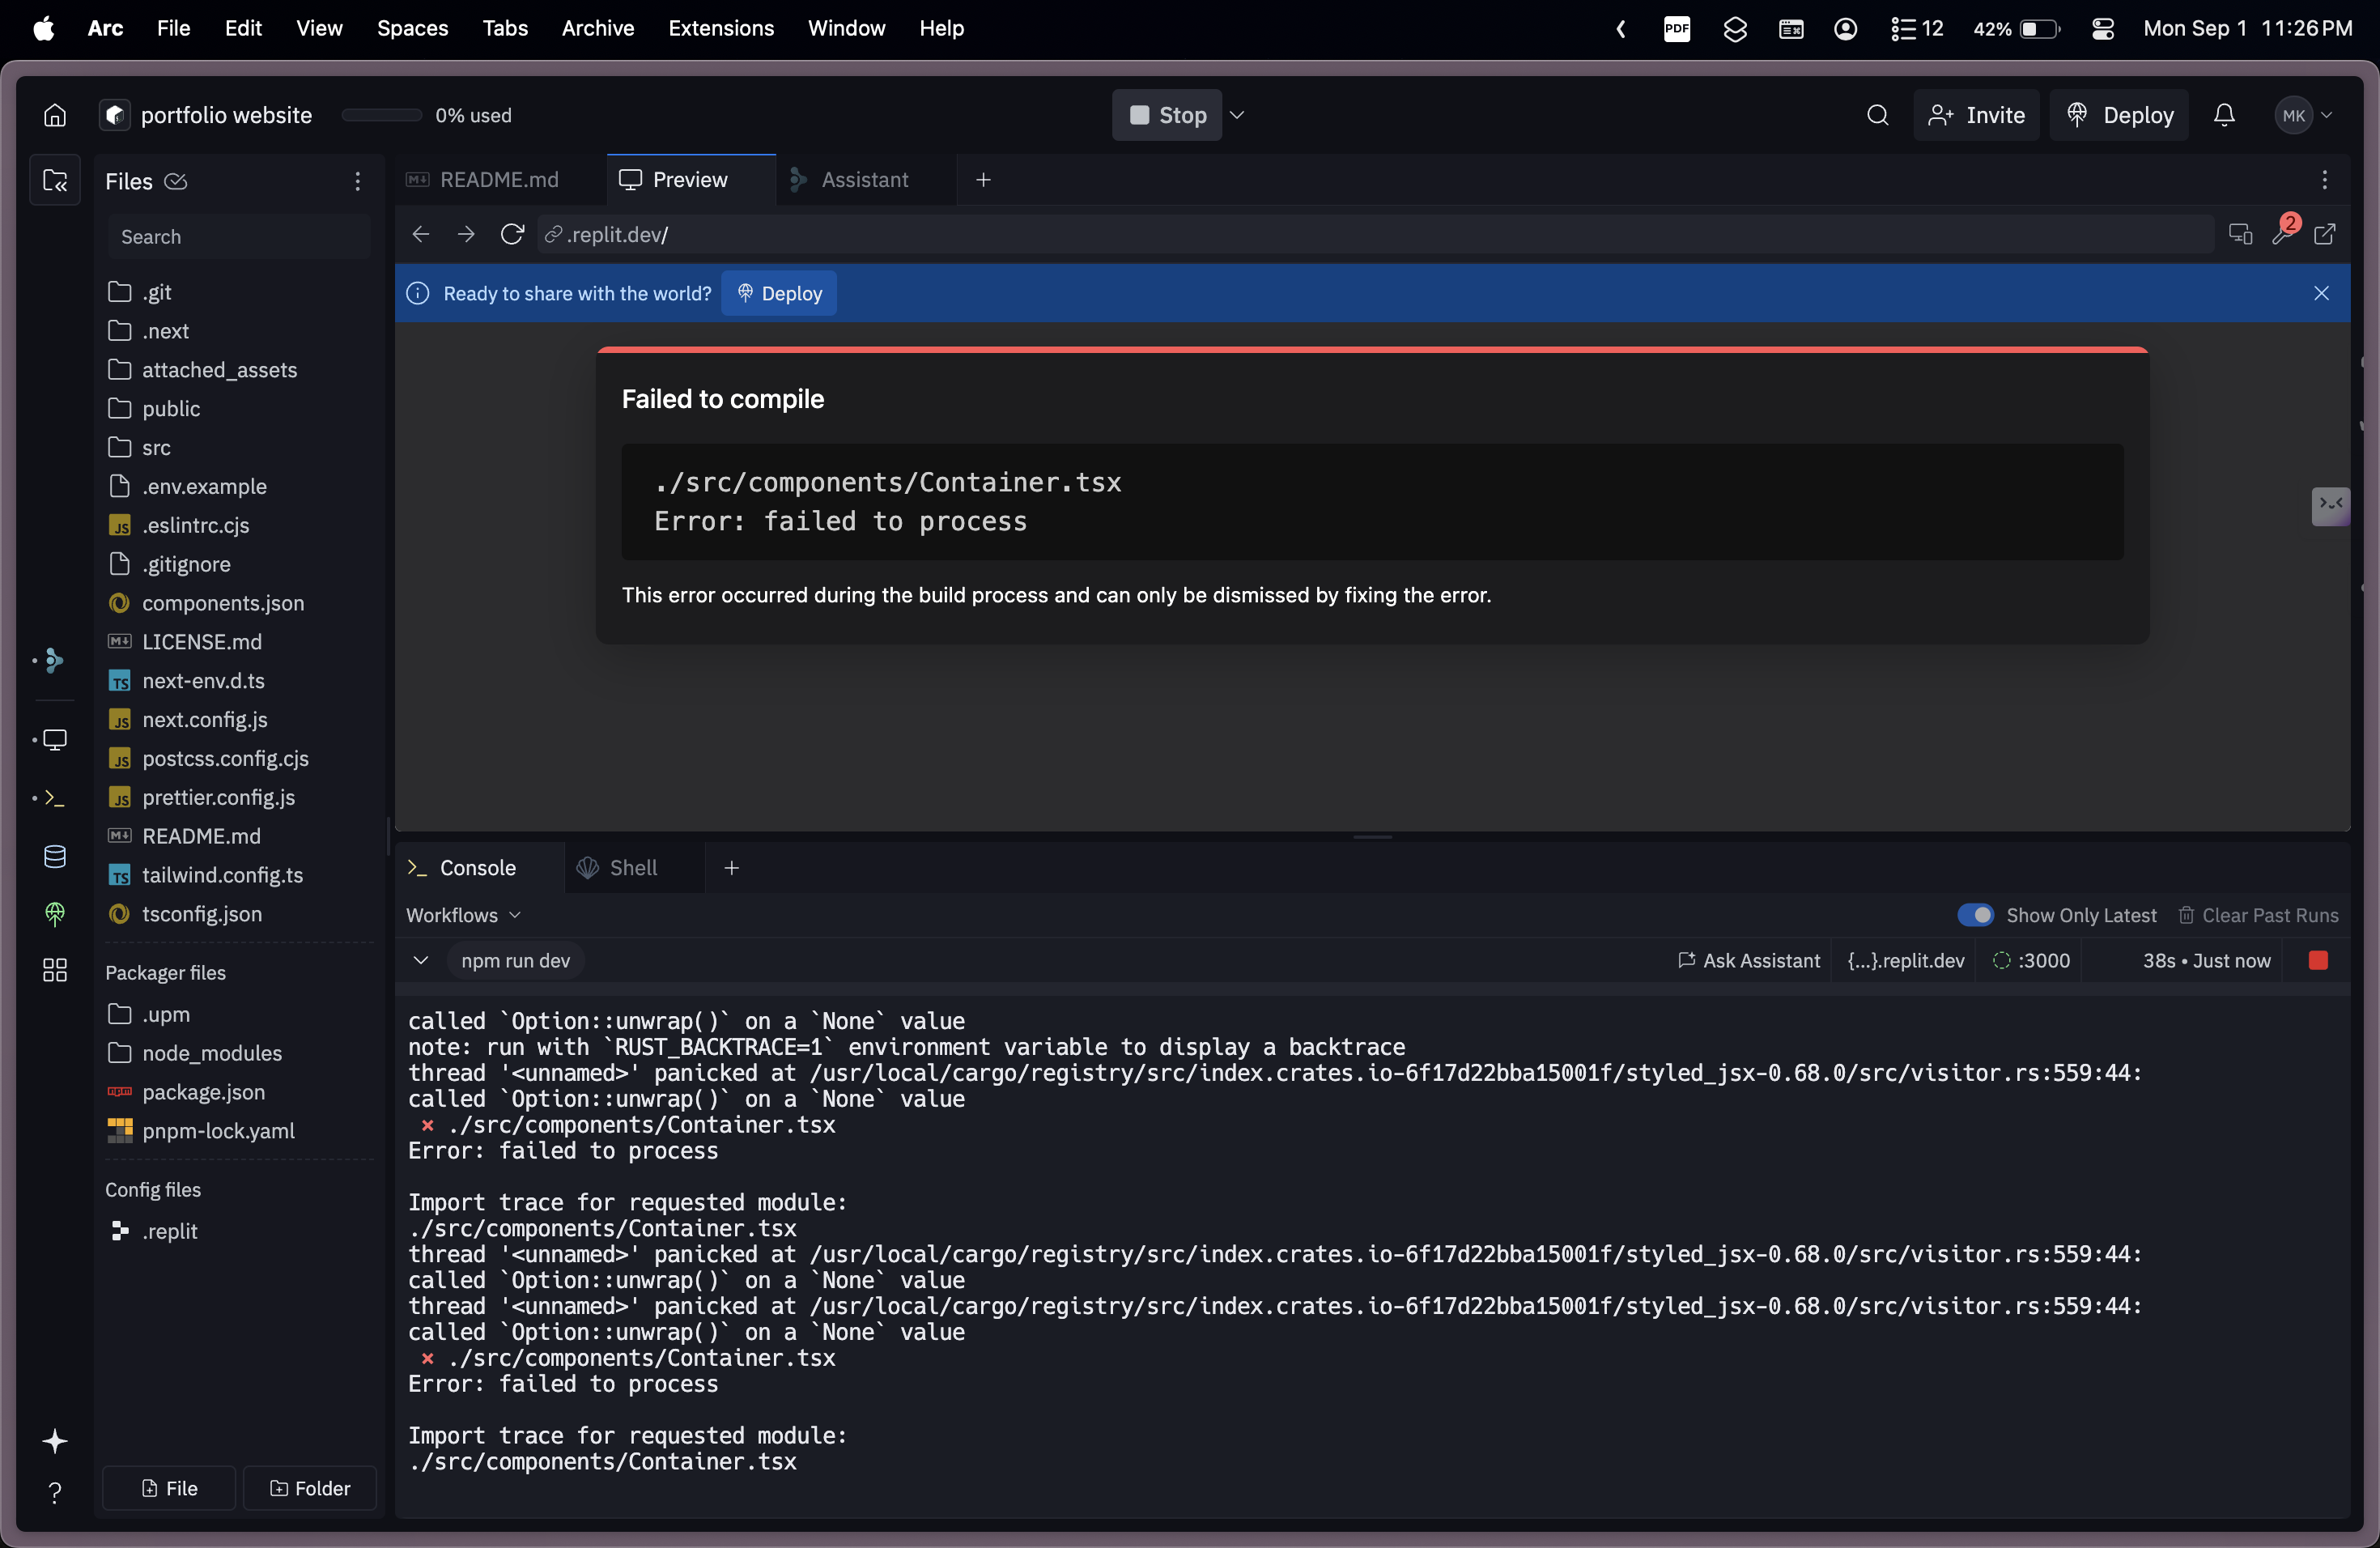 Arc File Edit View Spaces Tabs Archive Extensions Window Help
PDF 12 42% Mon Sep 1 11:26 PM
portfolio website 0% used
Stop
Invite
Deploy
MK
Files
Search
.git
.next
attached_assets
public
src
.env.example
JS .eslintrc.cjs
.gitignore
components.json
M↓ LICENSE.md
TS next-env.d.ts
JS next.config.js
JS postcss.config.cjs
JS prettier.config.js
M↓ README.md
TS tailwind.config.ts
tsconfig.json
Packager files
.upm
node_modules
npm package.json
pnpm-lock.yaml
Config files
.replit
File
Folder
M↓ README.md
Preview
Assistant
.replit.dev/
2
Ready to share with the world?
Deploy
Failed to compile
./src/components/Container.tsx
Error: failed to process
This error occurred during the build process and can only be dismissed by fixing the error.
Console
Shell
Workflows
Show Only Latest
Clear Past Runs
npm run dev
Ask Assistant
{...}.replit.dev
:3000
38s • Just now
called `Option::unwrap()` on a `None` value
note: run with `RUST_BACKTRACE=1` environment variable to display a backtrace
thread '<unnamed>' panicked at /usr/local/cargo/registry/src/index.crates.io-6f17d22bba15001f/styled_jsx-0.68.0/src/visitor.rs:559:44:
called `Option::unwrap()` on a `None` value
⨯ ./src/components/Container.tsx
Error: failed to process
Import trace for requested module:
./src/components/Container.tsx
thread '<unnamed>' panicked at /usr/local/cargo/registry/src/index.crates.io-6f17d22bba15001f/styled_jsx-0.68.0/src/visitor.rs:559:44:
called `Option::unwrap()` on a `None` value
thread '<unnamed>' panicked at /usr/local/cargo/registry/src/index.crates.io-6f17d22bba15001f/styled_jsx-0.68.0/src/visitor.rs:559:44:
called `Option::unwrap()` on a `None` value
⨯ ./src/components/Container.tsx
Error: failed to process
Import trace for requested module:
./src/components/Container.tsx